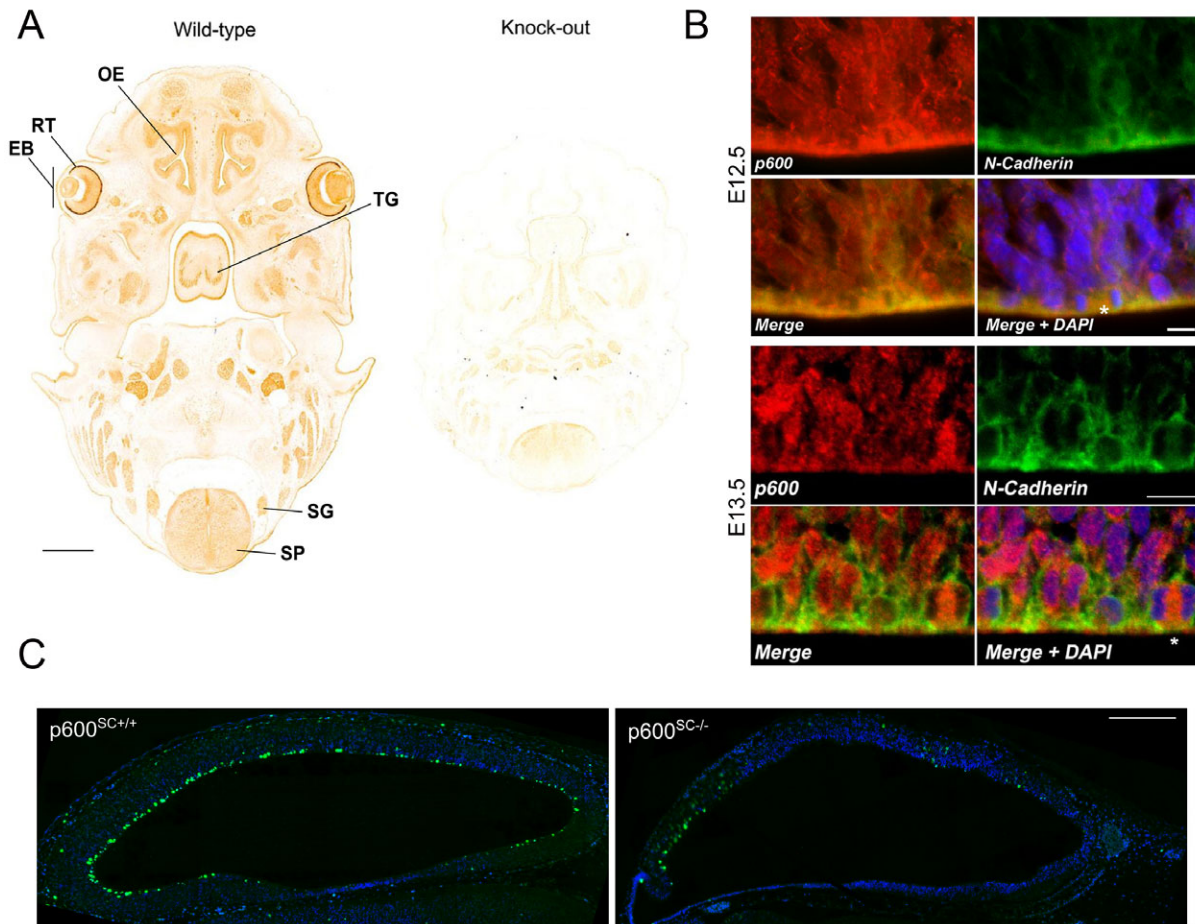 A
Wild-type
Knock-out
OE
RT
EB
TG
SG
SP
B
E12.5
p600
N-Cadherin
Merge
Merge + DAPI
*
E13.5
p600
N-Cadherin
Merge
Merge + DAPI
*
C
p600SC+/+
p600SC-/-